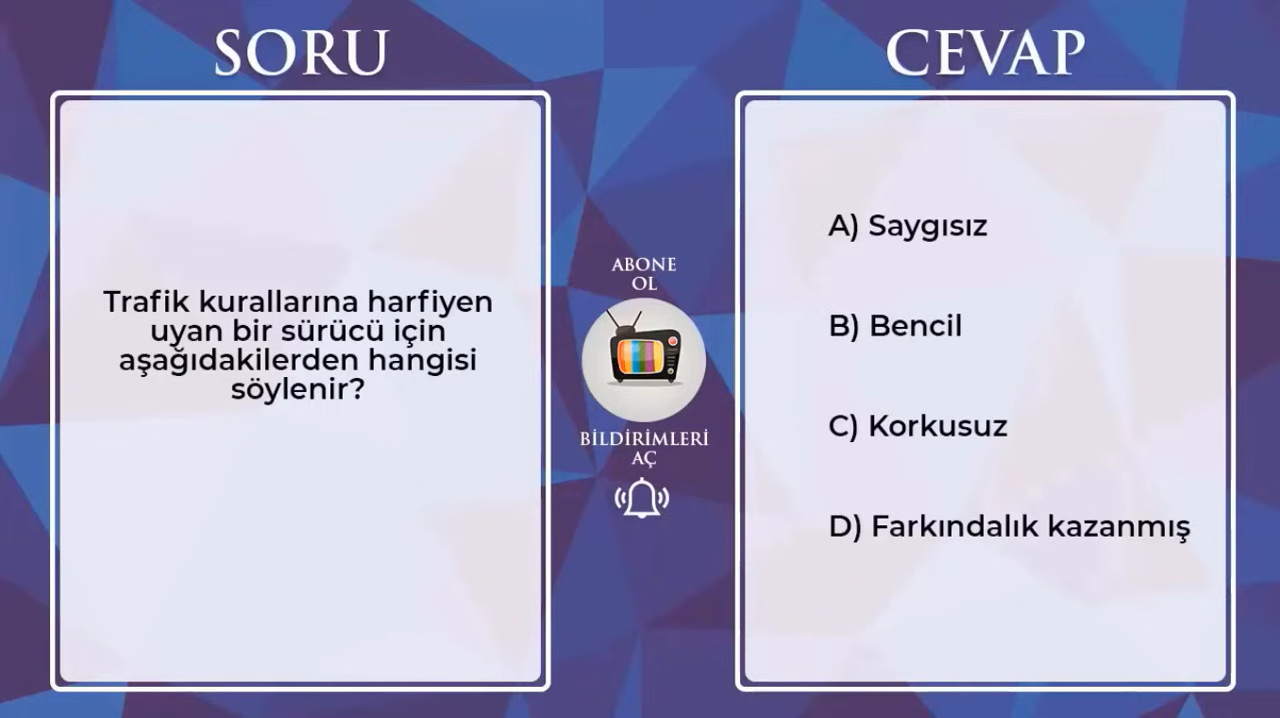 SORU
Trafik kurallarına harfiyen
uyan bir sürücü için
aşağıdakilerden hangisi
söylenir?
ABONE
OL
BİLDİRİMLERİ
AÇ
CEVAP
A) Saygısız
B) Bencil
C) Korkusuz
D) Farkındalık kazanmış